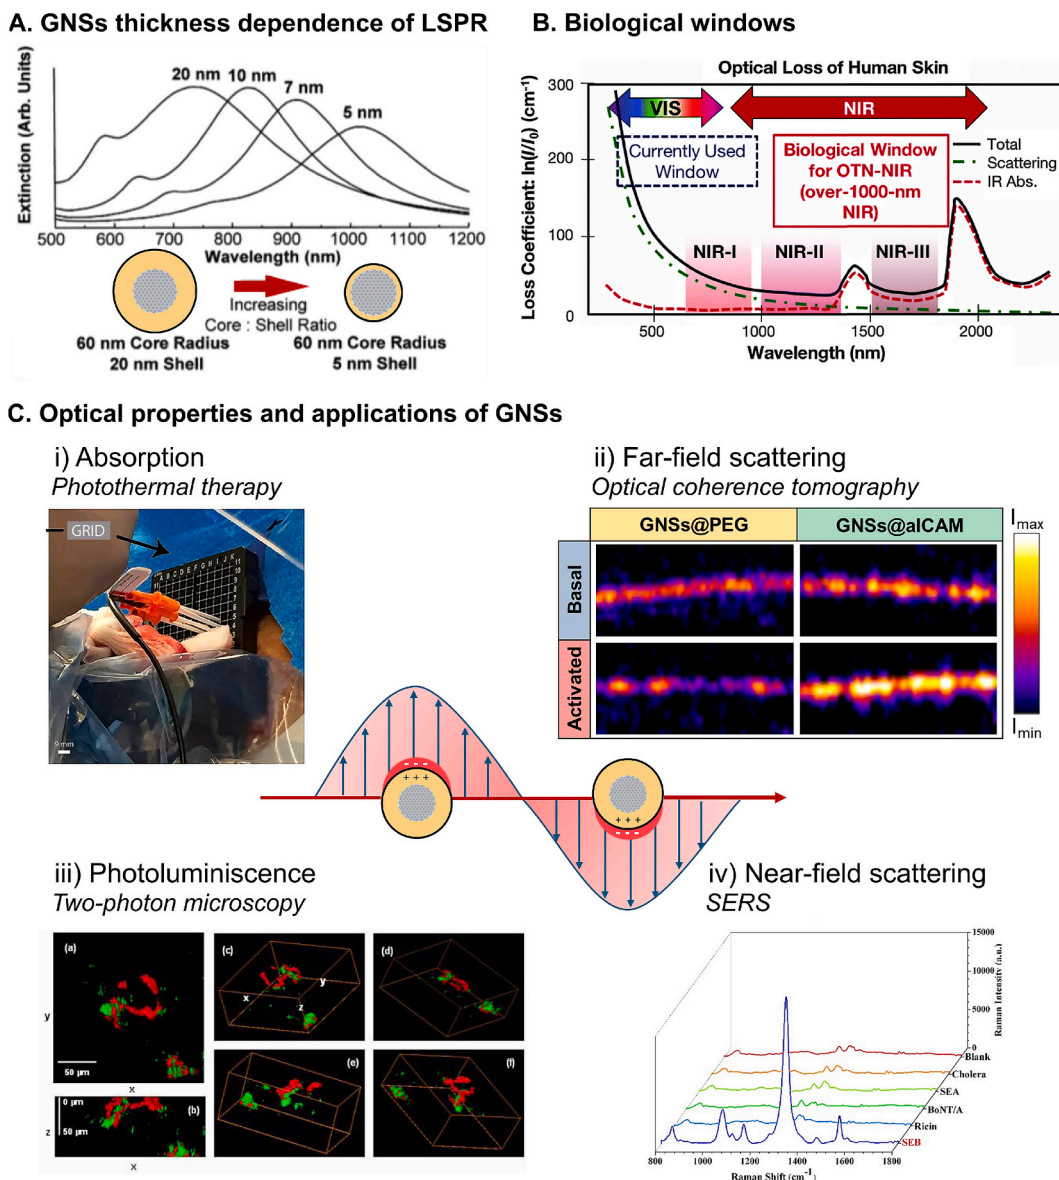 A. GNSs thickness dependence of LSPR
Extinction (Arb. Units)
20 nm
10 nm
7 nm
5 nm
500 600 700 800 900 1000 1100 1200
Wavelength (nm)
Increasing
Core : Shell Ratio
60 nm Core Radius
20 nm Shell
60 nm Core Radius
5 nm Shell
B. Biological windows
Optical Loss of Human Skin
Loss Coefficient: ln(I/I0) (cm-1)
300
200
100
0
VIS
NIR
Currently Used
Window
Biological Window
for OTN-NIR
(over-1000-nm
NIR)
Total
Scattering
IR Abs.
NIR-I
NIR-II
NIR-III
500 1000 1500 2000
Wavelength (nm)
C. Optical properties and applications of GNSs
i) Absorption
Photothermal therapy
GRID
A B C D E F G H I J K
9 mm
ii) Far-field scattering
Optical coherence tomography
GNSs@PEG
GNSs@aICAM
Basal
Activated
Imax
Imin
- - -
+ + +
+ + +
- - -
iii) Photoluminiscence
Two-photon microscopy
(a)
y
50 µm
x
(b)
0 µm
z
50 µm
x
(c)
x
y
z
(d)
(e)
(f)
iv) Near-field scattering
SERS
15000
10000
5000
0
Raman Intensity (a.u.)
Blank
Cholera
SEA
BoNT/A
Ricin
SEB
800 1000 1200 1400 1600 1800
Raman Shift (cm-1)